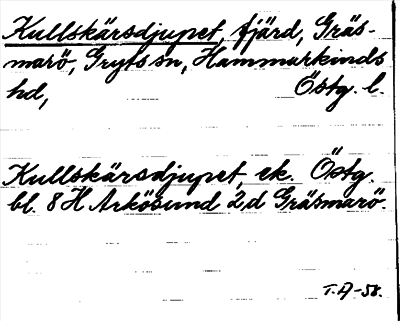 Kullskärsdjupet, fjärd, Gräs-
marö, Gryts sn, Hammarkinds
hd, Östg. l.
Kullskärsdjupet, ek. Östg.
bl. 8 H Arkösund 2 d Gräsmarö.
T.A-58.